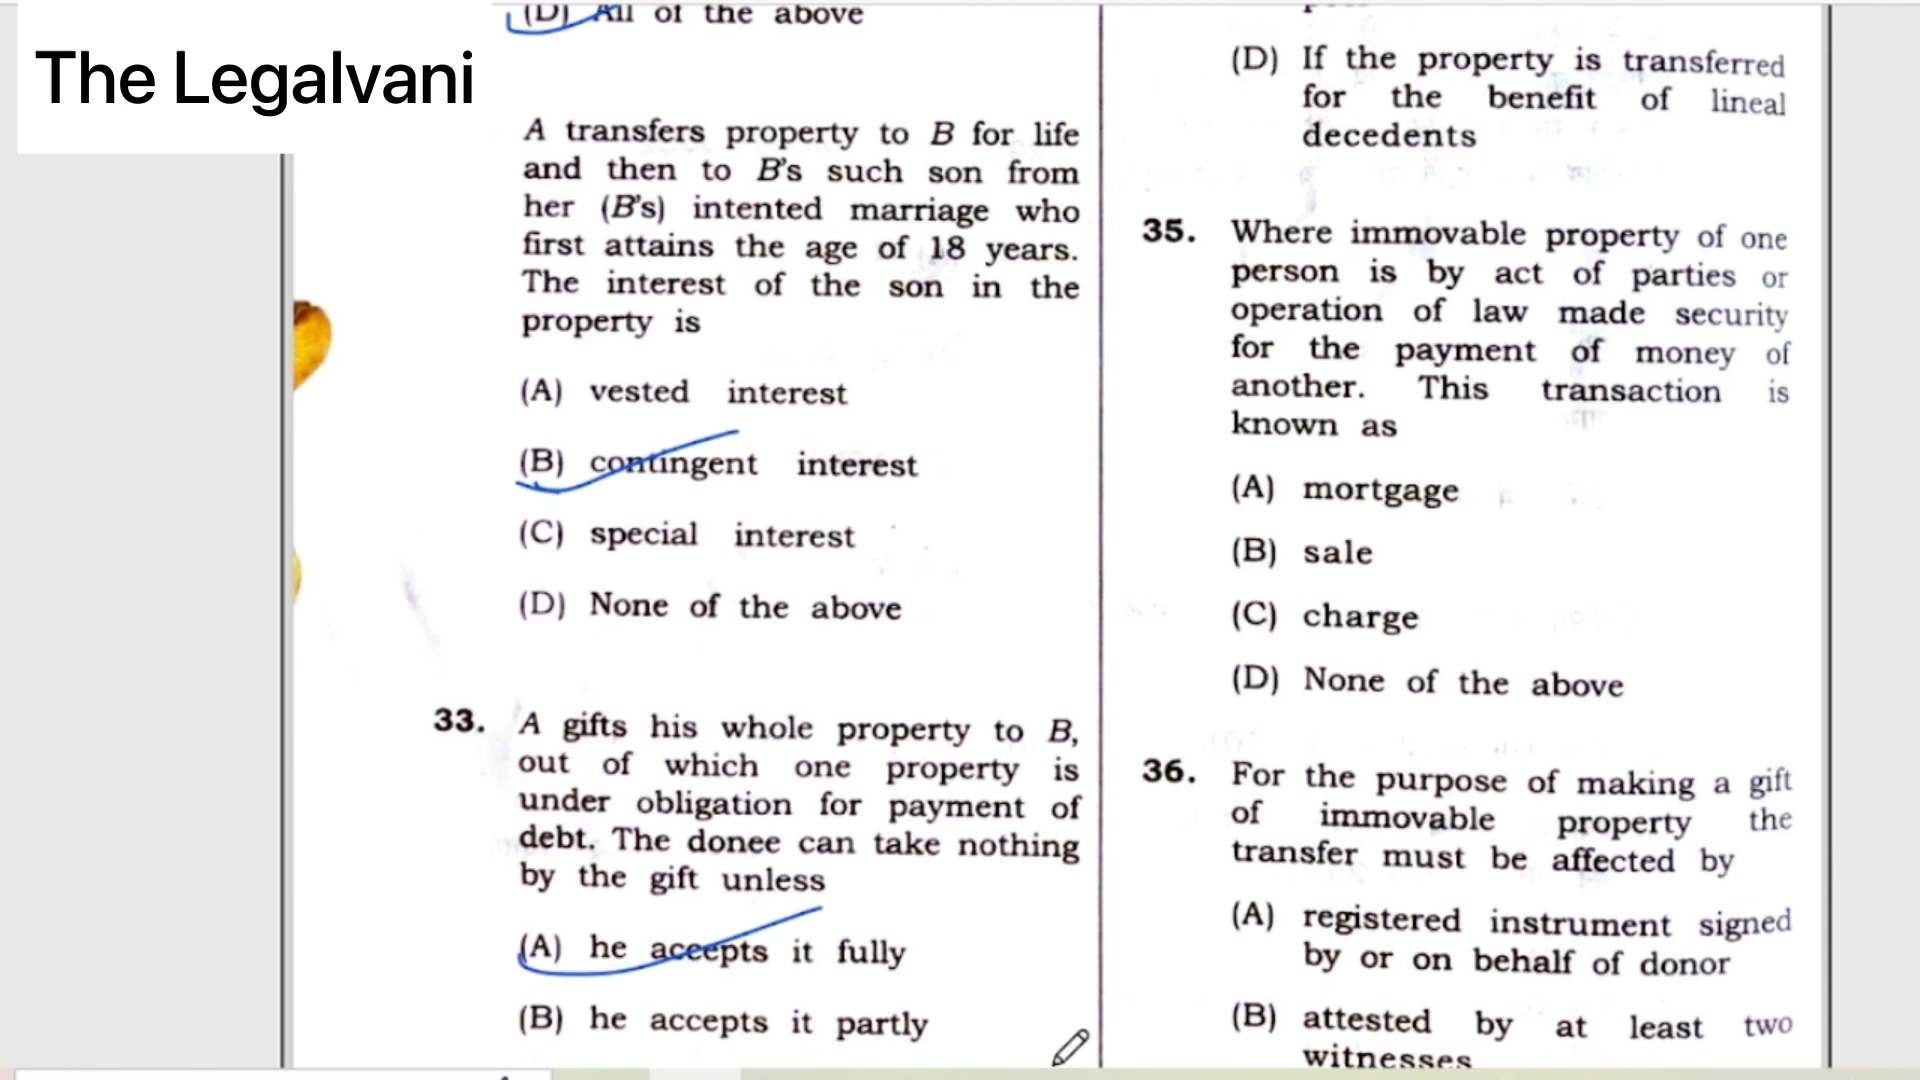 The Legalvani
(D) All of the above
A transfers property to B for life
and then to B's such son from
her (B's) intented marriage who
first attains the age of 18 years.
The interest of the son in the
property is
(A) vested interest
(B) contingent interest
(C) special interest
(D) None of the above
33. A gifts his whole property to B,
out of which one property is
under obligation for payment of
debt. The donee can take nothing
by the gift unless
(A) he accepts it fully
(B) he accepts it partly
(D) If the property is transferred
for the benefit of lineal
decedents
35. Where immovable property of one
person is by act of parties or
operation of law made security
for the payment of money of
another. This transaction is
known as
(A) mortgage
(B) sale
(C) charge
(D) None of the above
36. For the purpose of making a gift
of immovable property the
transfer must be affected by
(A) registered instrument signed
by or on behalf of donor
(B) attested by at least two
witnesses